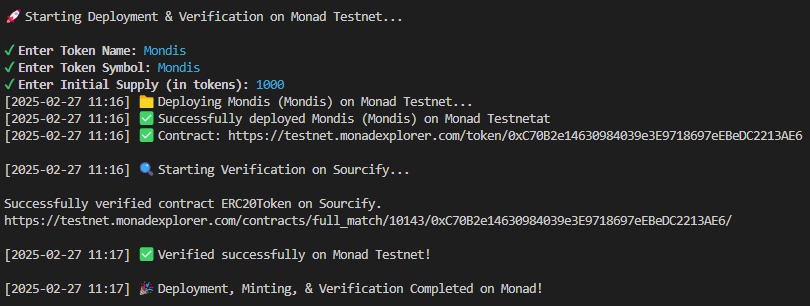 🚀 Starting Deployment & Verification on Monad Testnet...
✓ Enter Token Name: Mondis
✓ Enter Token Symbol: Mondis
✓ Enter Initial Supply (in tokens): 1000
[2025-02-27 11:16] 📁 Deploying Mondis (Mondis) on Monad Testnet...
[2025-02-27 11:16] ✅ Successfully deployed Mondis (Mondis) on Monad Testnetat
[2025-02-27 11:16] ✅ Contract: https://testnet.monadexplorer.com/token/0xC70B2e14630984039e3E9718697eEBeDC2213AE6
[2025-02-27 11:16] 🔍 Starting Verification on Sourcify...
Successfully verified contract ERC20Token on Sourcify.
https://testnet.monadexplorer.com/contracts/full_match/10143/0xC70B2e14630984039e3E9718697eEBeDC2213AE6/
[2025-02-27 11:17] ✅ Verified successfully on Monad Testnet!
[2025-02-27 11:17] 🎉 Deployment, Minting, & Verification Completed on Monad!